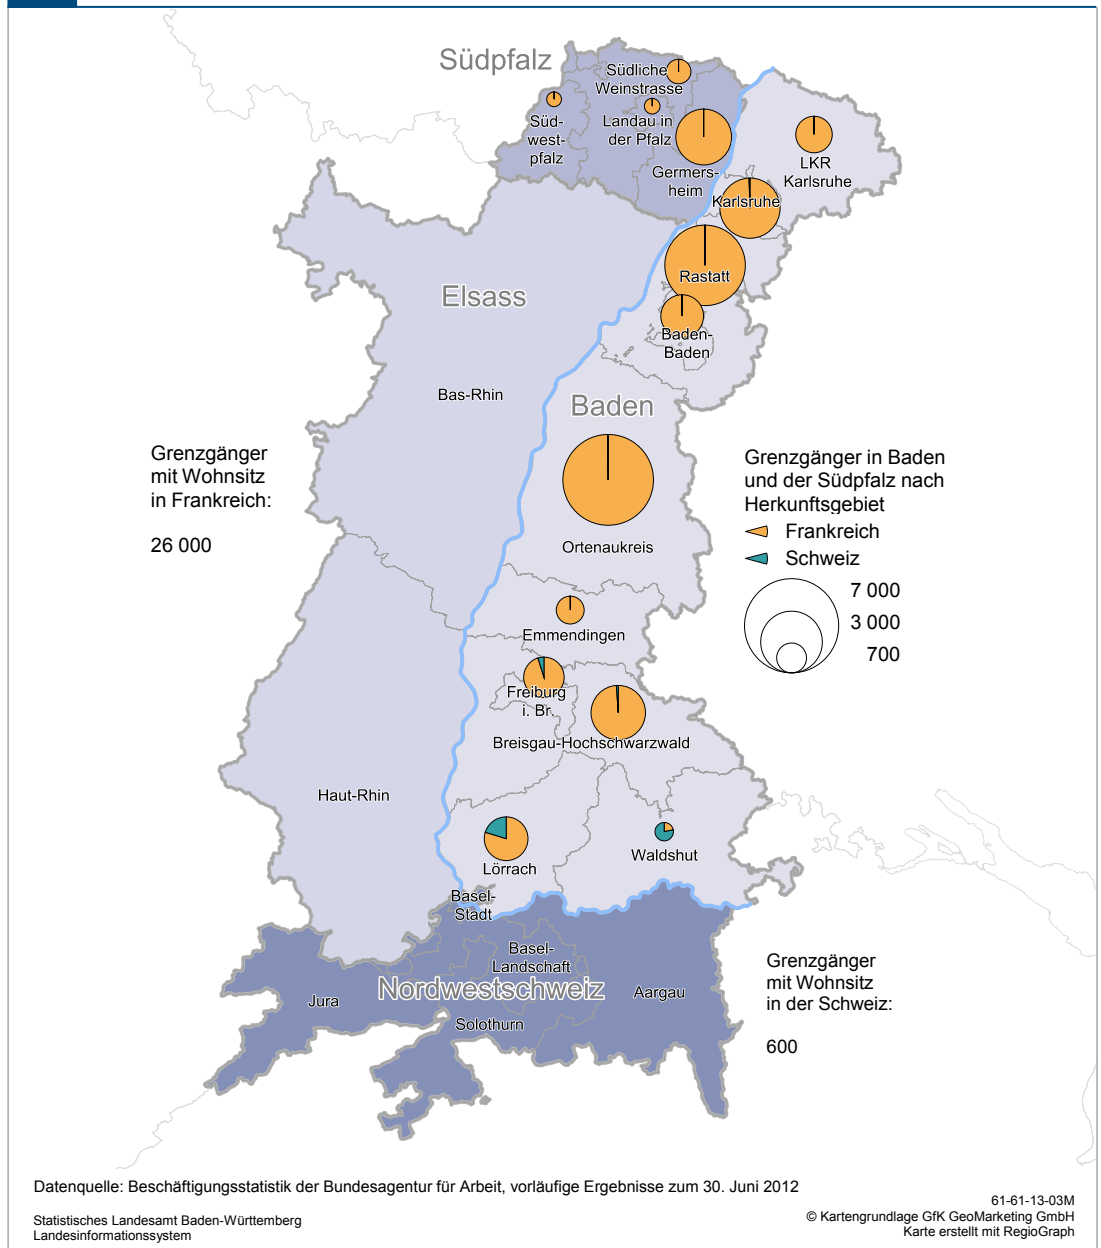 Südpfalz
Südliche
Weinstrasse
Süd-
west-
pfalz
Landau in
der Pfalz
Germers-
heim
LKR
Karlsruhe
Karlsruhe
Rastatt
Baden-
Baden
Elsass
Bas-Rhin
Baden
Grenzgänger
mit Wohnsitz
in Frankreich:
26 000
Grenzgänger in Baden
und der Südpfalz nach
Herkunftsgebiet
Frankreich
Schweiz
7 000
3 000
700
Ortenaukreis
Emmendingen
Freiburg
i. Br.
Breisgau-Hochschwarzwald
Haut-Rhin
Lörrach
Waldshut
Basel-
Stadt
Basel-
Landschaft
Nordwestschweiz
Jura
Aargau
Solothurn
Grenzgänger
mit Wohnsitz
in der Schweiz:
600
Datenquelle: Beschäftigungsstatistik der Bundesagentur für Arbeit, vorläufige Ergebnisse zum 30. Juni 2012
Statistisches Landesamt Baden-Württemberg
Landesinformationssystem
61-61-13-03M
© Kartengrundlage GfK GeoMarketing GmbH
Karte erstellt mit RegioGraph